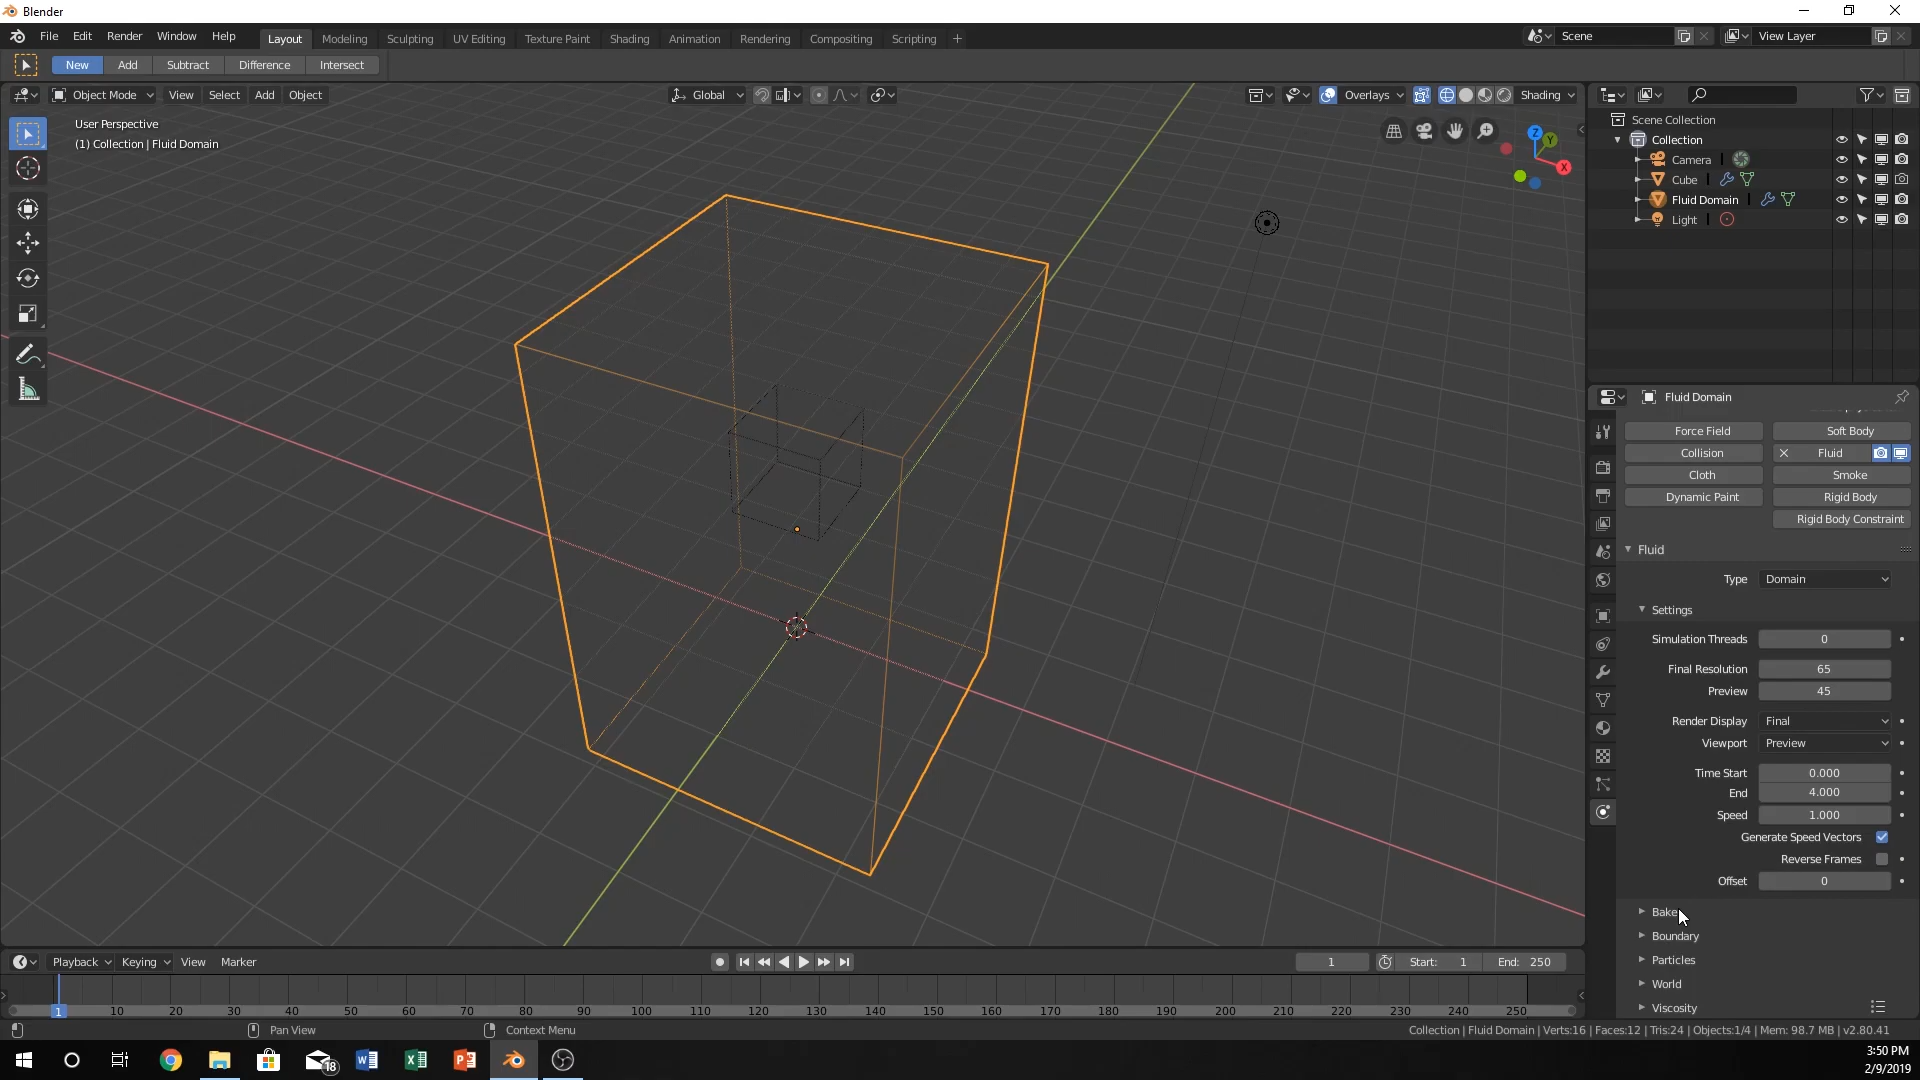 Blender
File Edit Render Window Help Layout Modeling Sculpting UV Editing Texture Paint Shading Animation Rendering Compositing Scripting + Scene View Layer
New Add Subtract Difference Intersect
Object Mode View Select Add Object Global Overlays Shading
User Perspective
(1) Collection | Fluid Domain
Z
Y
X
Scene Collection
Collection
Camera
Cube
Fluid Domain
Light
Fluid Domain
Force Field Soft Body
Collision Fluid
Cloth Smoke
Dynamic Paint Rigid Body
Rigid Body Constraint
Fluid
Type Domain
Settings
Simulation Threads 0
Final Resolution 65
Preview 45
Render Display Final
Viewport Preview
Time Start 0.000
End 4.000
Speed 1.000
Generate Speed Vectors
Reverse Frames
Offset 0
Bake
Boundary
Particles
World
Viscosity
Playback Keying View Marker 1 Start: 1 End: 250
1 10 20 30 40 50 60 70 80 90 100 110 120 130 140 150 160 170 180 190 200 210 220 230 240 250
Pan View Context Menu Collection | Fluid Domain | Verts:16 | Faces:12 | Tris:24 | Objects:1/4 | Mem: 98.7 MB | v2.80.41
18
3:50 PM
2/9/2019